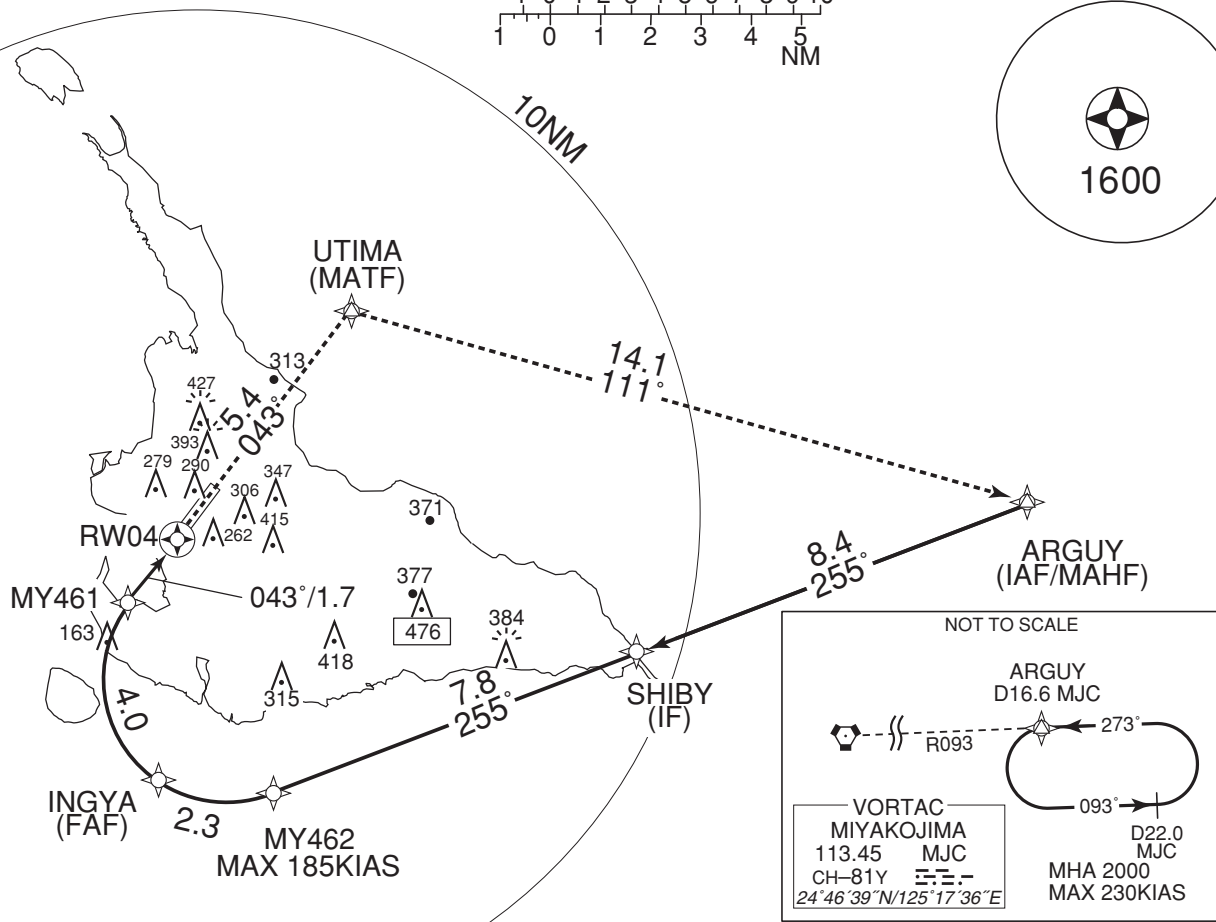 1 0 1 2 3 4 5
NM
10NM
1600
UTIMA
(MATF)
14.1
111°
313
427
5.4
043°
393
279
290
347
306
415
262
371
RW04
ARGUY
(IAF/MAHF)
8.4
255°
MY461
043°/1.7
377
476
384
163
418
315
SHIBY
(IF)
7.8
255°
4.0
INGYA
(FAF)
2.3
MY462
MAX 185KIAS
NOT TO SCALE
ARGUY
D16.6 MJC
R093
273°
093°
D22.0
MJC
MHA 2000
MAX 230KIAS
VORTAC
MIYAKOJIMA
113.45 MJC
CH–81Y
24°46′39″N/125°17′36″E